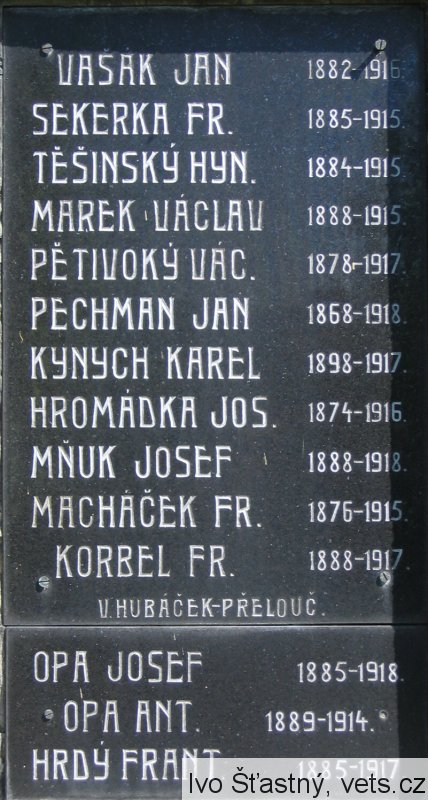 VAŠÁK JAN 1882-1916.
SEKERKA FR. 1885-1915.
TĚŠINSKÝ HYN. 1884-1915.
MAREK VÁCLAV 1888-1915.
PĚTIVOKÝ VÁC. 1878-1917.
PECHMAN JAN 1868-1918.
KYNYCH KAREL 1898-1917.
HROMÁDKA JOS. 1874-1916.
MŇUK JOSEF 1888-1918.
MACHÁČEK FR. 1876-1915.
KORBEL FR. 1888-1917.
V. HUBÁČEK-PŘELOUČ.
OPA JOSEF 1885-1918.
OPA ANT. 1889-1914.
HRDÝ FRANT. 1885-1917
Ivo Šťastný, vets.cz